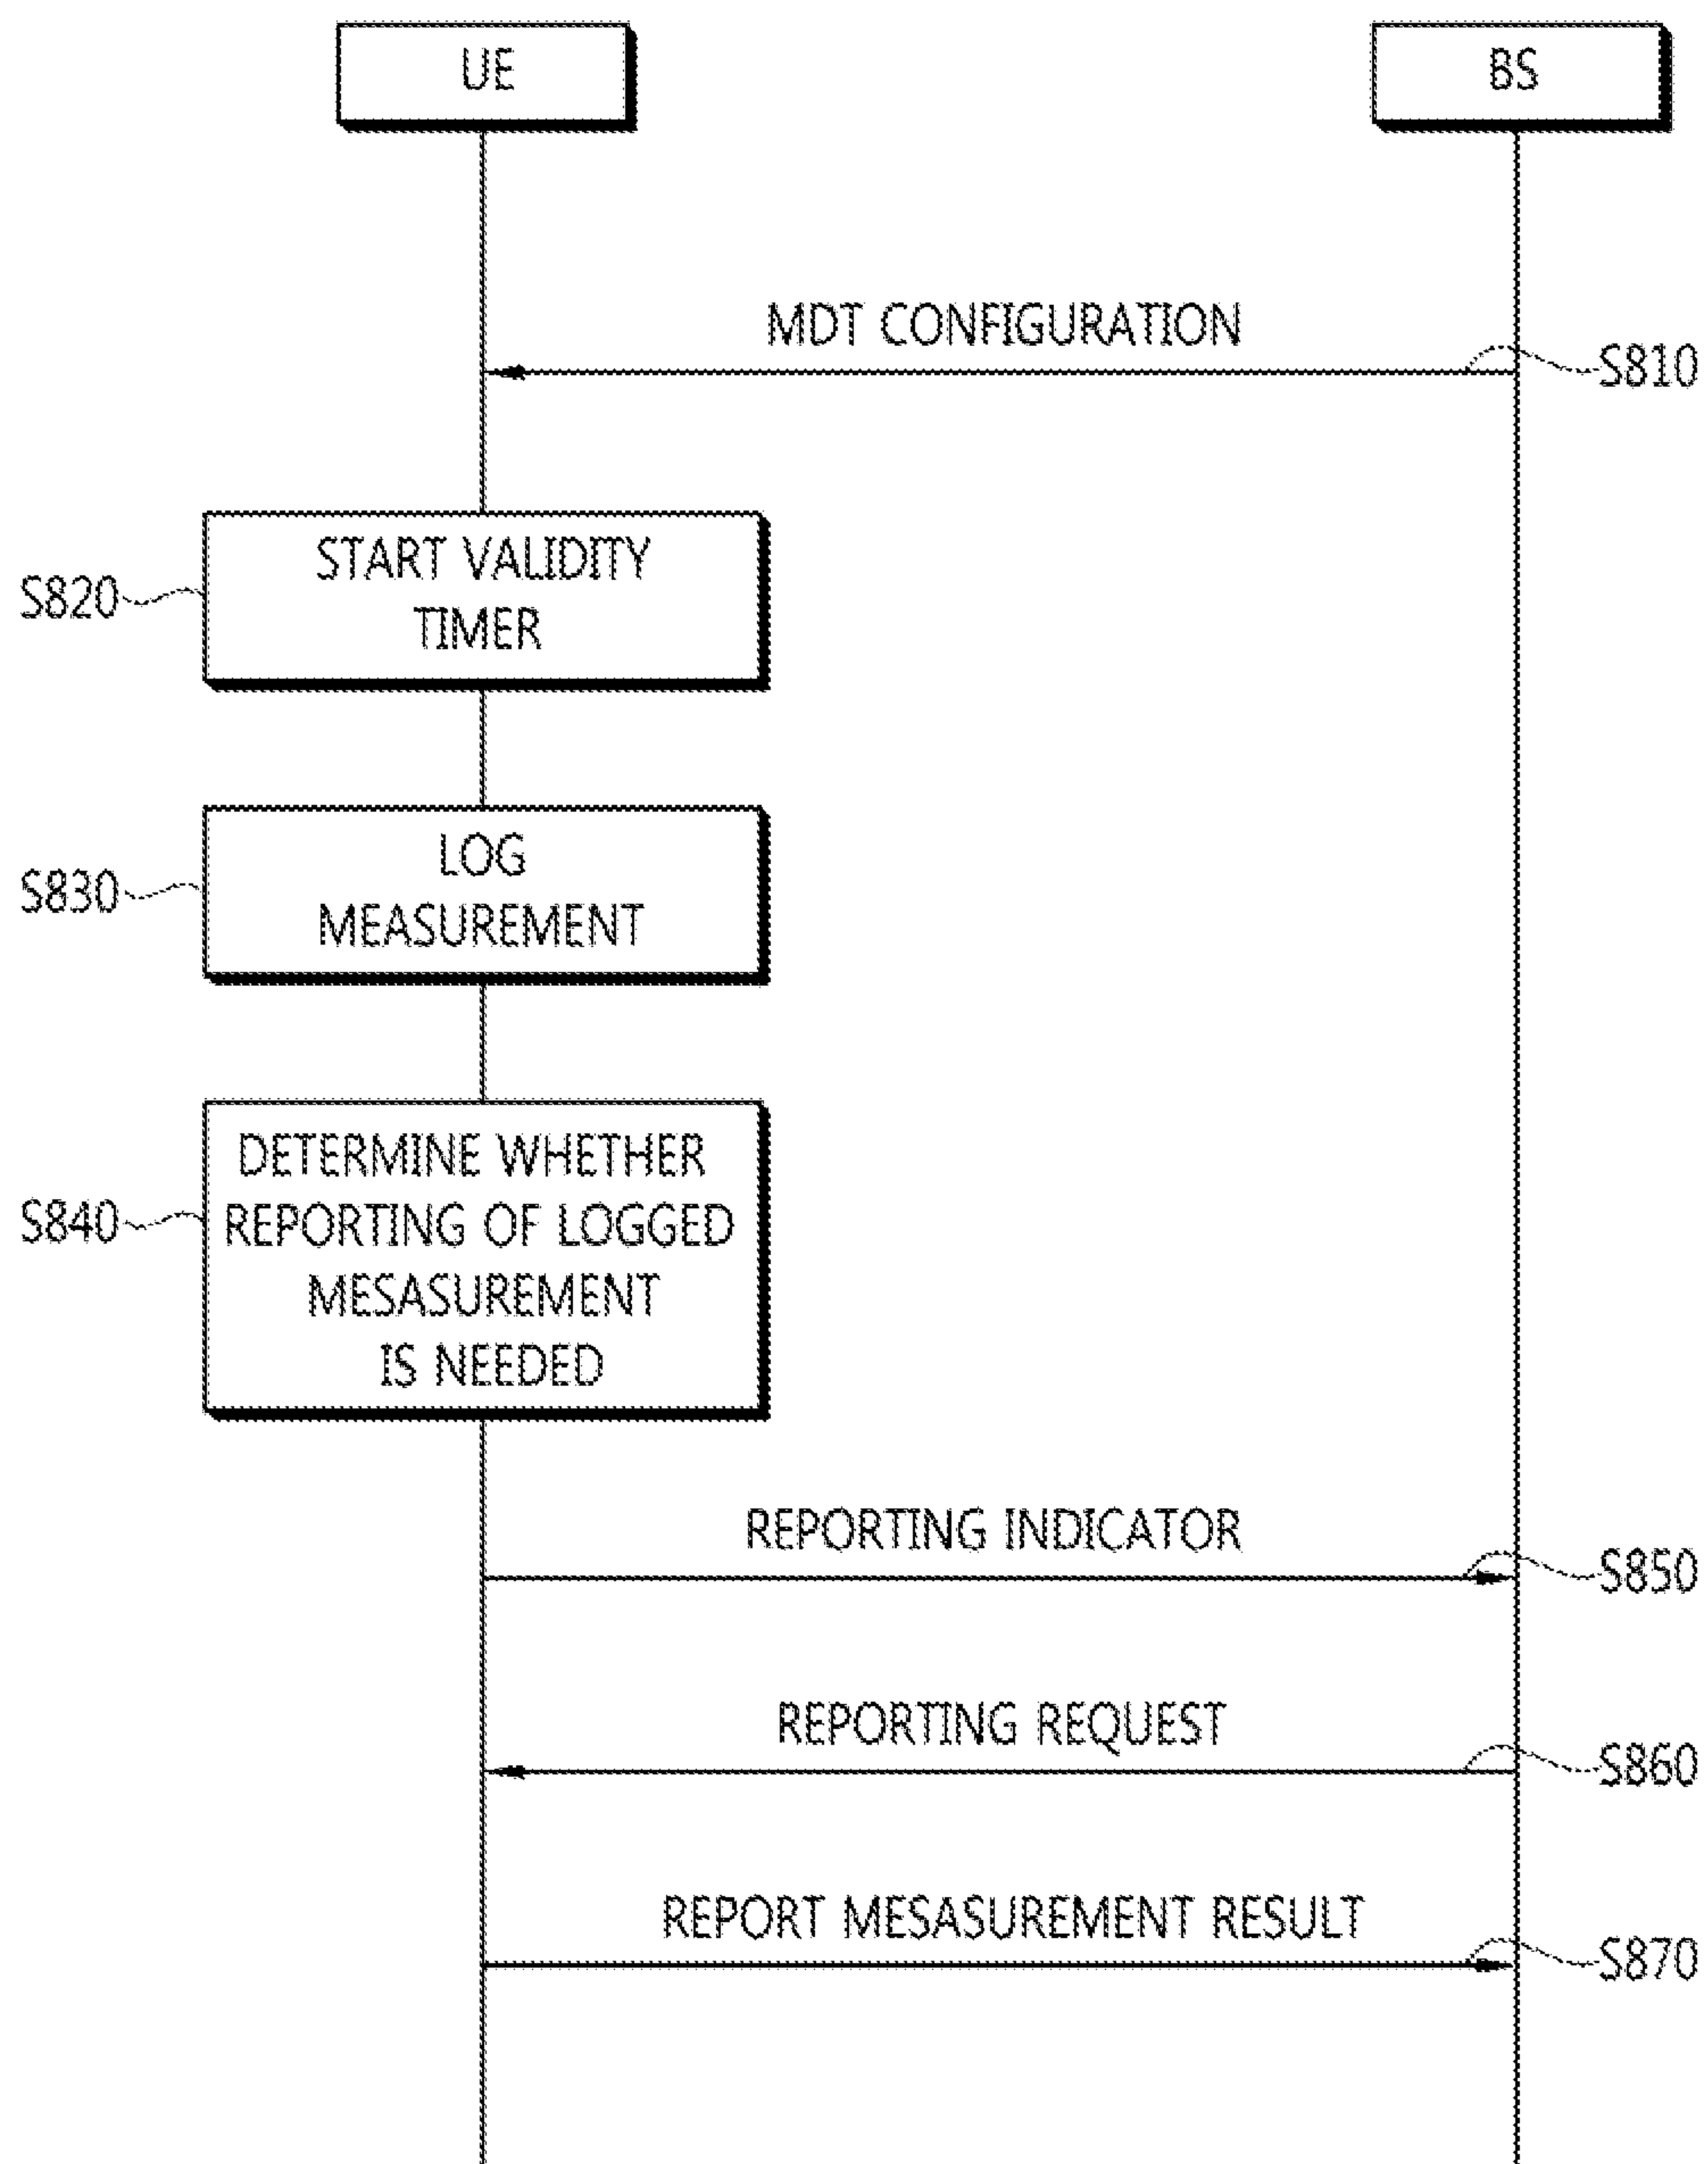 UE
BS
MDT CONFIGURATION
S810
START VALIDITY
TIMER
S820
LOG
MEASUREMENT
S830
DETERMINE WHETHER
REPORTING OF LOGGED
MESASUREMENT
IS NEEDED
S840
REPORTING INDICATOR
S850
REPORTING REQUEST
S860
REPORT MESASUREMENT RESULT
S870